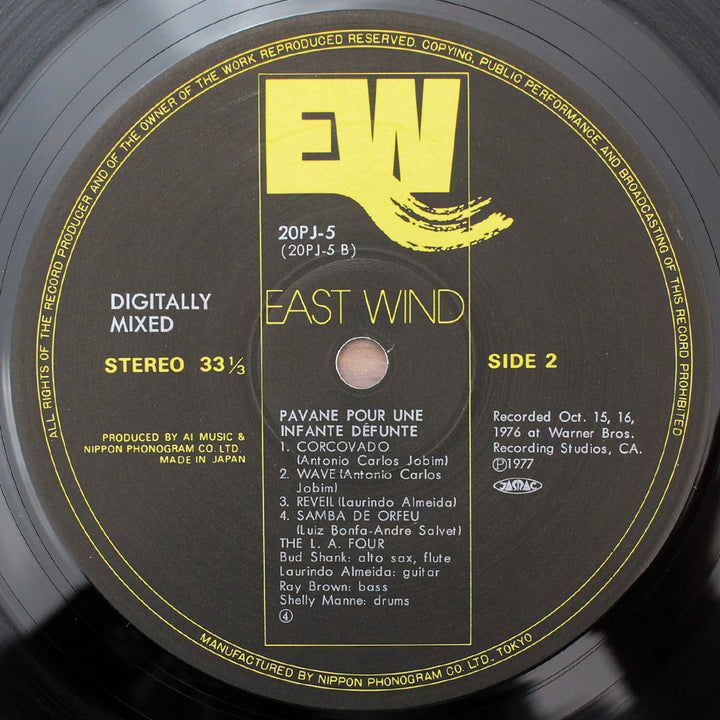 ALL RIGHTS OF THE RECORD PRODUCER AND OF THE OWNER OF THE WORK REPRODUCED RESERVED. COPYING, PUBLIC PERFORMANCE AND BROADCASTING OF THIS RECORD PROHIBITED
EW
20PJ-5
(20PJ-5 B)
EAST WIND
DIGITALLY
MIXED
STEREO 33 1/3
SIDE 2
PRODUCED BY AI MUSIC &
NIPPON PHONOGRAM CO. LTD.
MADE IN JAPAN
PAVANE POUR UNE
INFANTE DÉFUNTE
1. CORCOVADO
(Antonio Carlos Jobim)
2. WAVE (Antonio Carlos
Jobim)
3. REVEIL (Laurindo Almeida)
4. SAMBA DE ORFEU
(Luiz Bonfa-Andre Salvet)
THE L. A. FOUR
Bud Shank: alto sax, flute
Laurindo Almeida: guitar
Ray Brown: bass
Shelly Manne: drums
④
Recorded Oct. 15, 16,
1976 at Warner Bros.
Recording Studios, CA.
Ⓟ1977
JASRAC
MANUFACTURED BY NIPPON PHONOGRAM CO. LTD., TOKYO